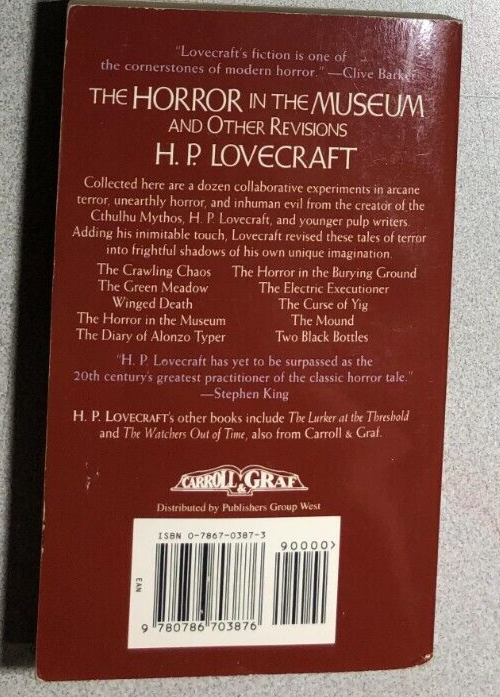 "Lovecraft's fiction is one of
the cornerstones of modern horror." —Clive Barker
THE HORROR IN THE MUSEUM
AND OTHER REVISIONS
H. P. LOVECRAFT
Collected here are a dozen collaborative experiments in arcane
terror, unearthly horror, and inhuman evil from the creator of the
Cthulhu Mythos, H. P. Lovecraft, and younger pulp writers.
Adding his inimitable touch, Lovecraft revised these tales of terror
into frightful shadows of his own unique imagination.
The Crawling Chaos
The Green Meadow
Winged Death
The Horror in the Museum
The Diary of Alonzo Typer
The Horror in the Burying Ground
The Electric Executioner
The Curse of Yig
The Mound
Two Black Bottles
"H. P. Lovecraft has yet to be surpassed as the
20th century's greatest practitioner of the classic horror tale."
—Stephen King
H. P. LOVECRAFT's other books include The Lurker at the Threshold
and The Watchers Out of Time, also from Carroll & Graf.
CARROLL & GRAF
Distributed by Publishers Group West
ISBN 0-7867-0387-3
90000>
EAN
9 780786 703876